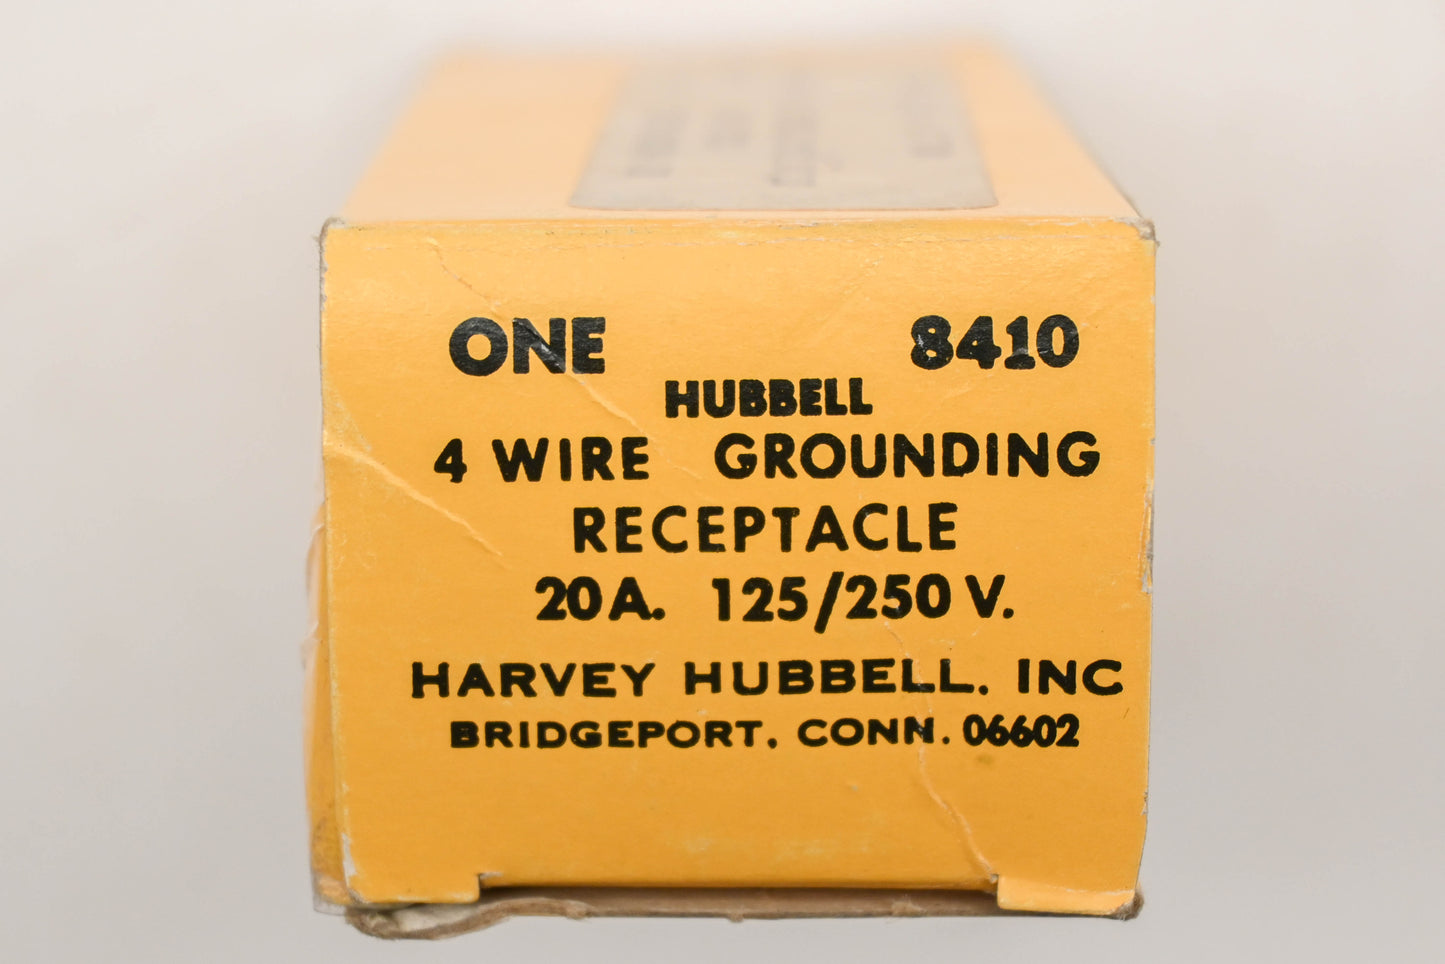 ONE 8410
HUBBELL
4 WIRE GROUNDING
RECEPTACLE
20A. 125/250 V.
HARVEY HUBBELL. INC
BRIDGEPORT. CONN. 06602